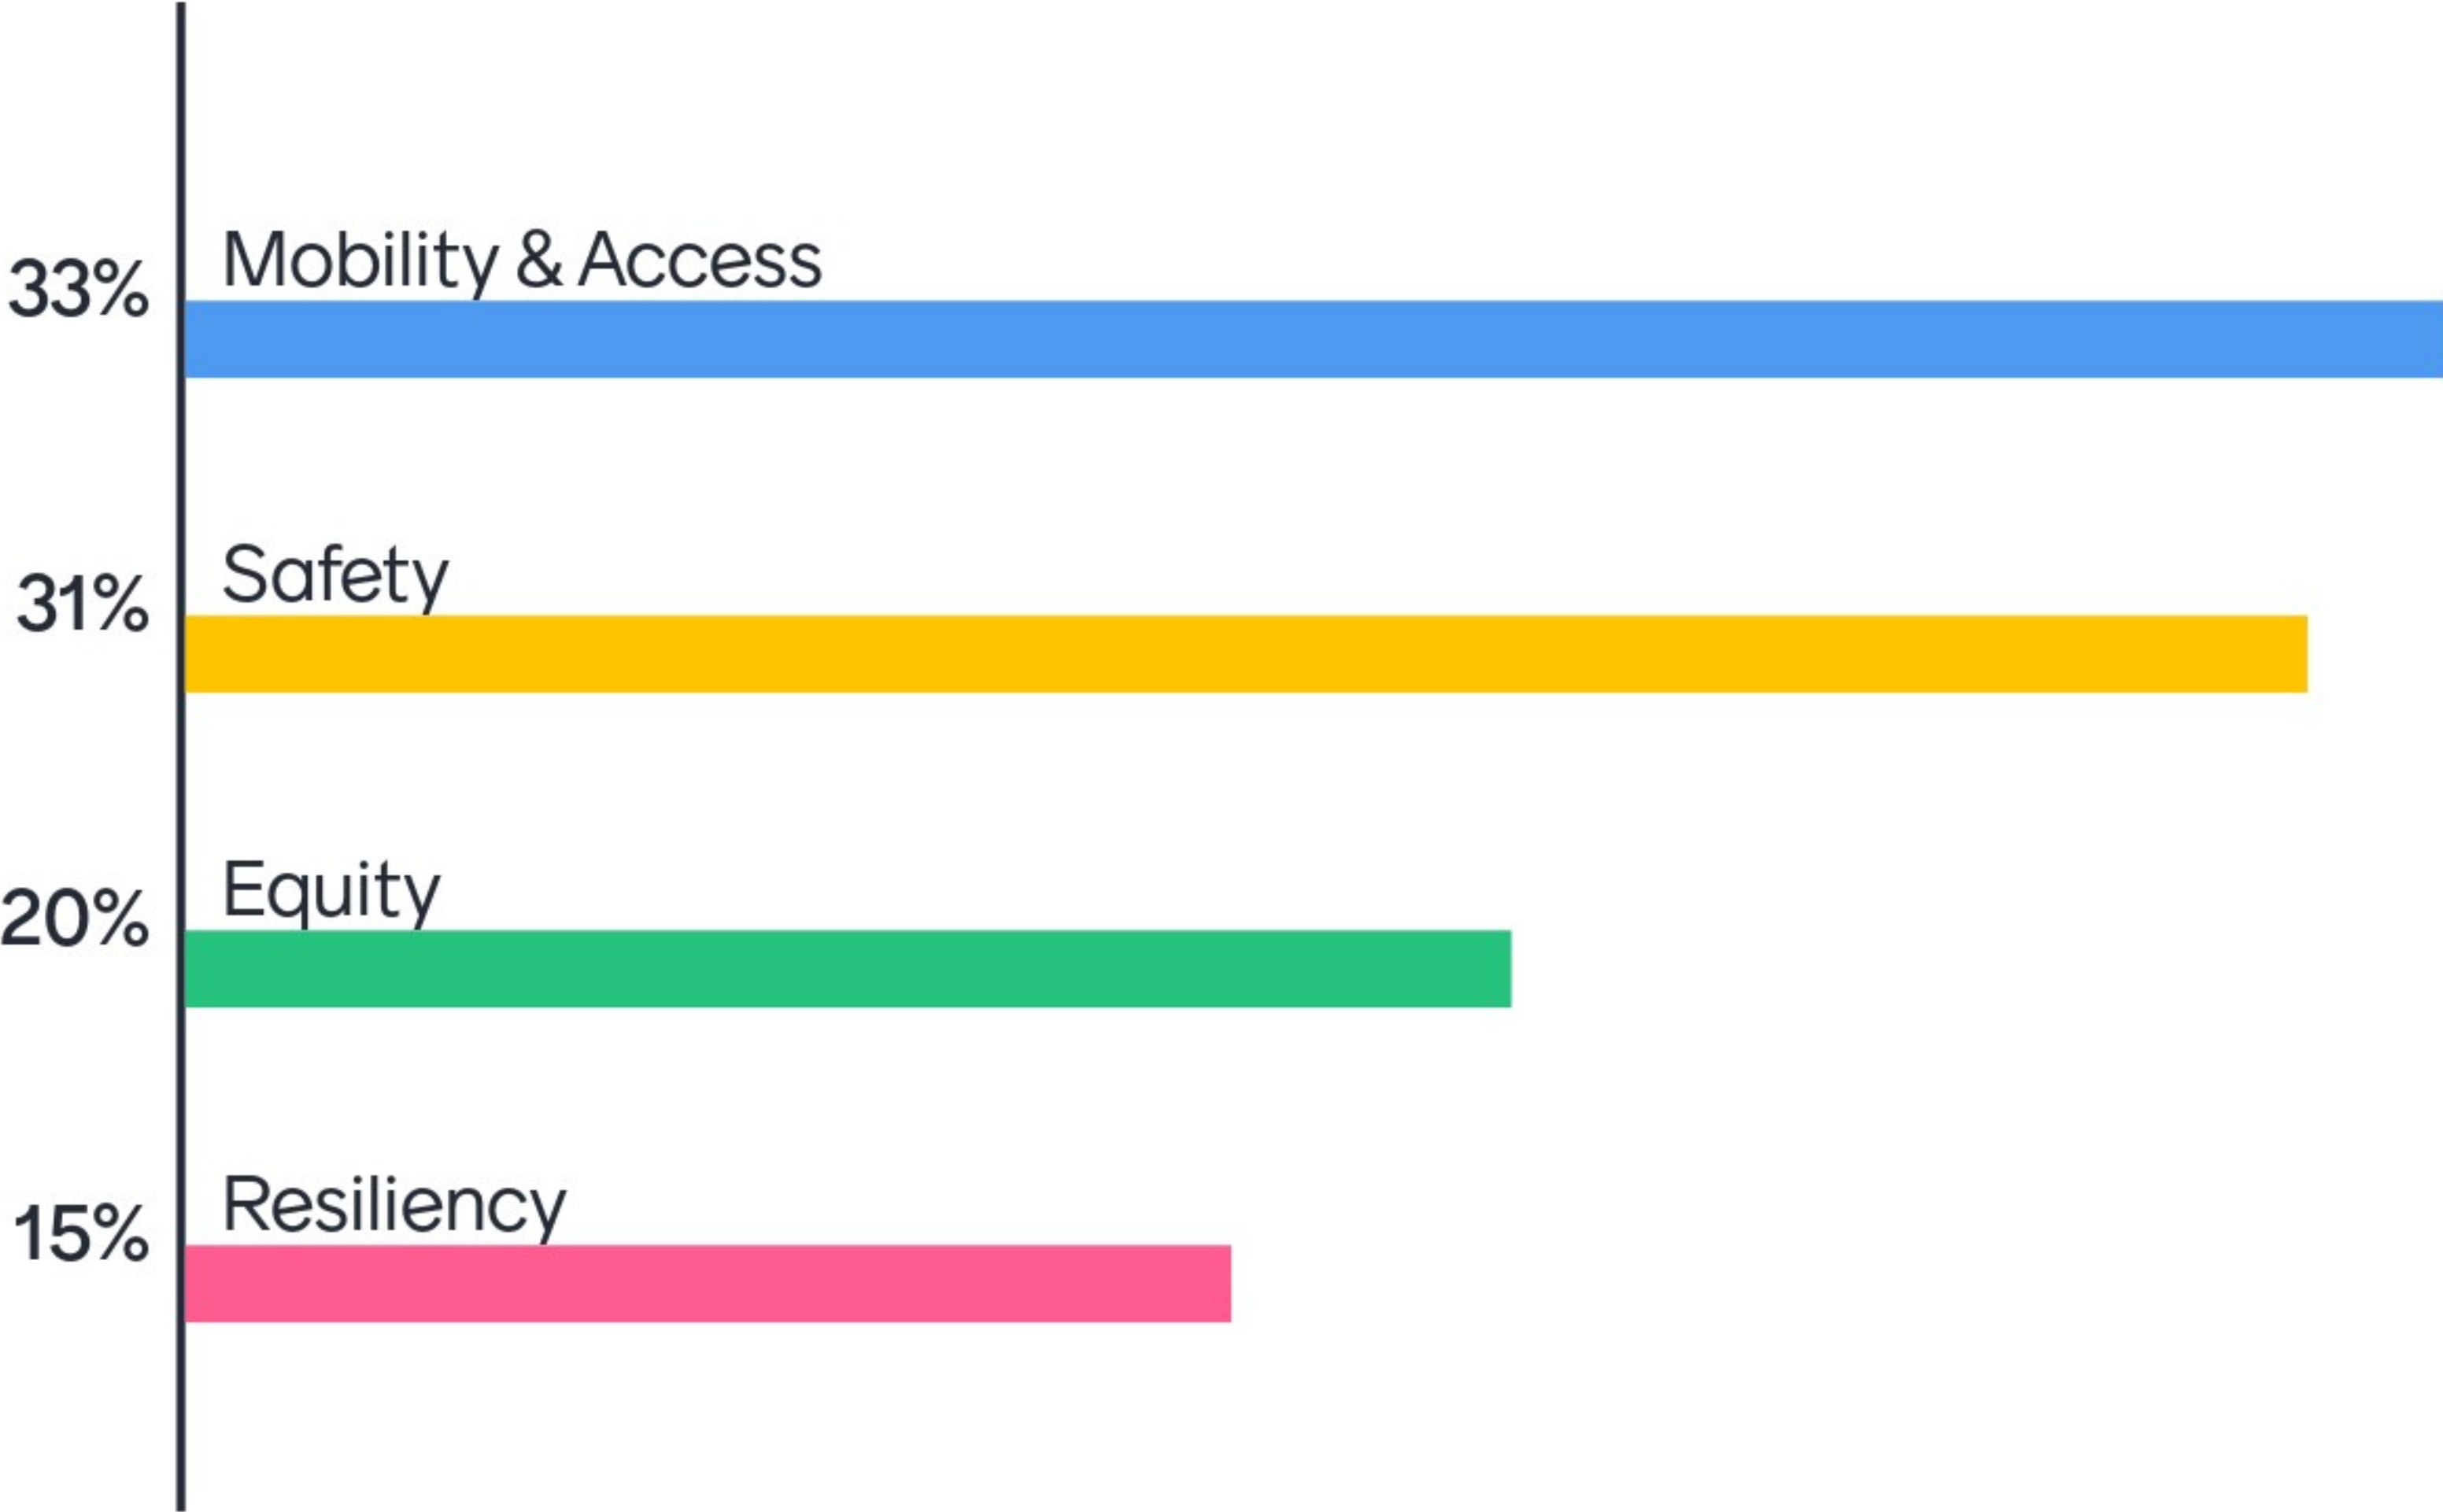 33%
Mobility & Access
31%
Safety
20%
Equity
15%
Resiliency